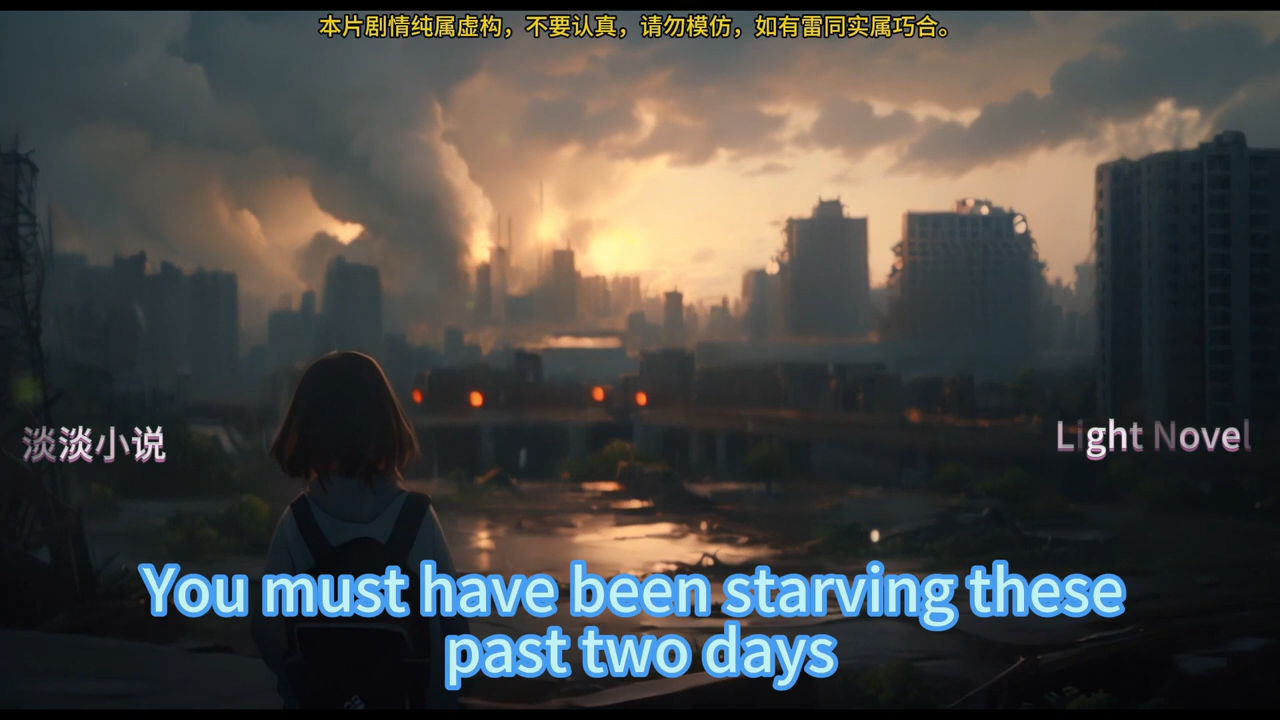 本片剧情纯属虚构，不要认真，请勿模仿，如有雷同实属巧合。
淡淡小说
Light Novel
You must have been starving these
past two days